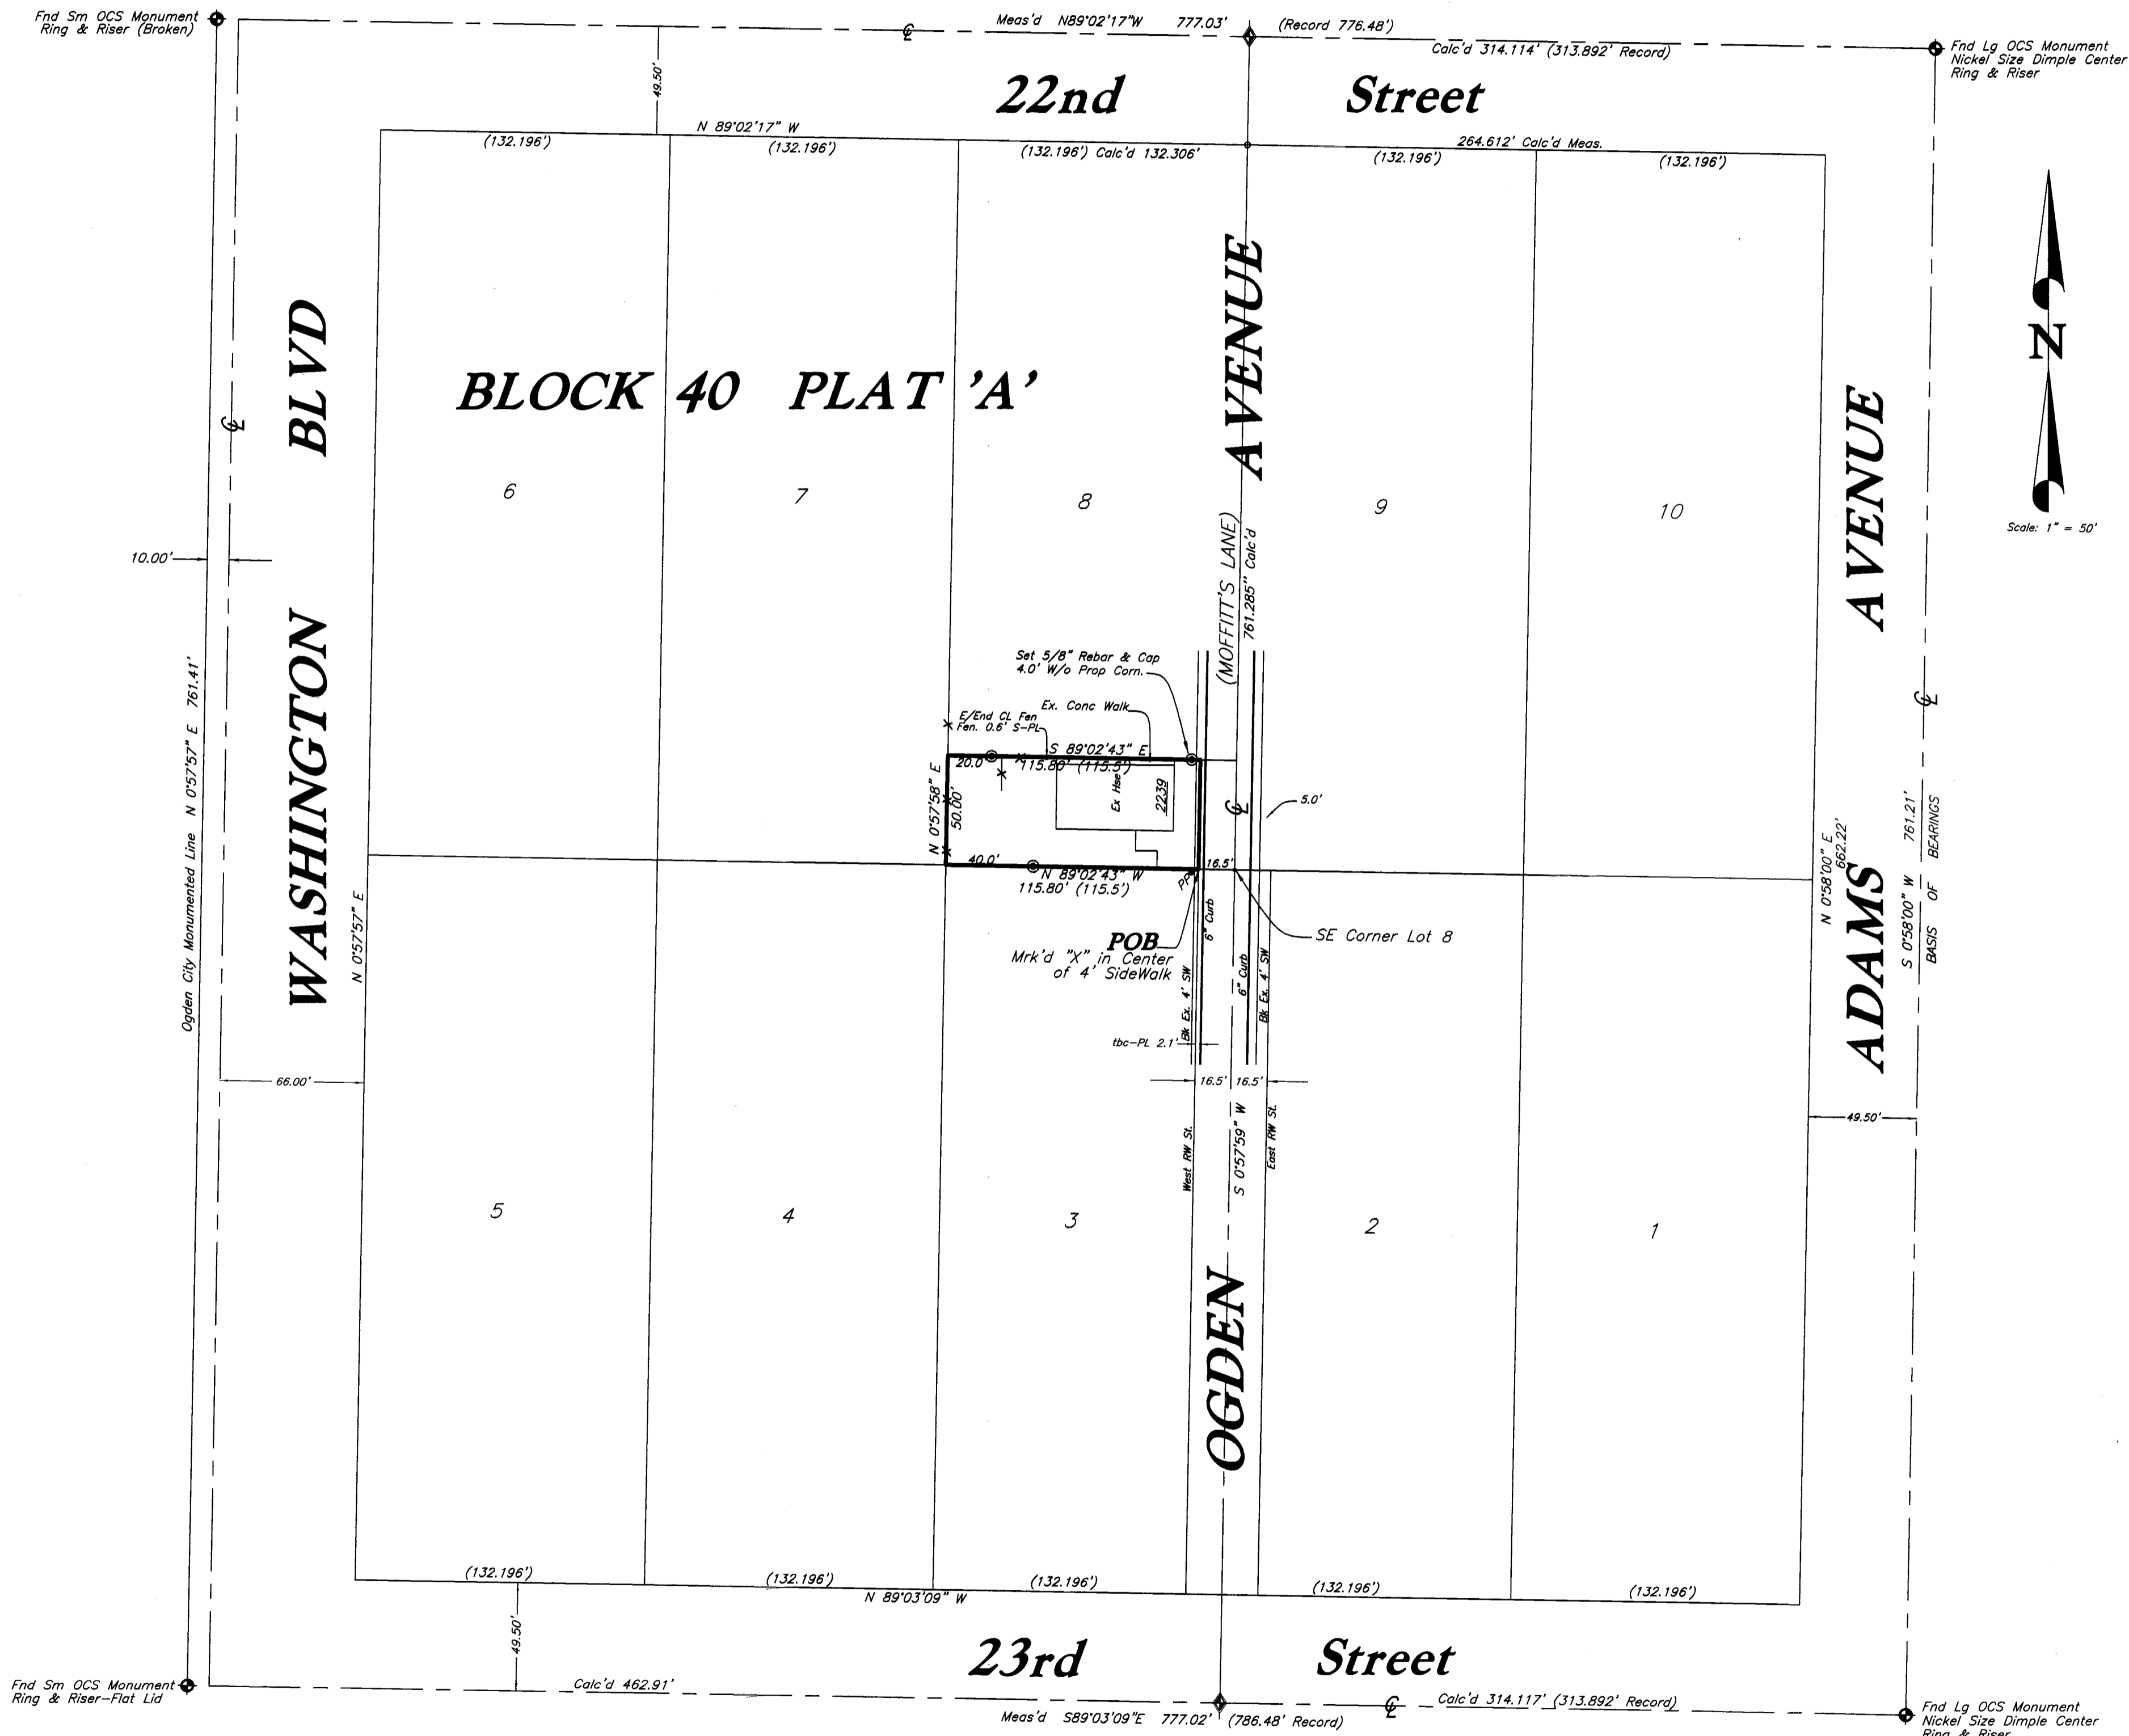 Fnd Sm OCS Monument
Ring & Riser (Broken)
Meas'd N89°02'17"W 777.03' (Record 776.48')
Calc'd 314.114' (313.892' Record)
Fnd Lg OCS Monument
Nickel Size Dimple Center
Ring & Riser
49.50'
22nd Street
N 89°02'17" W
(132.196')
(132.196')
(132.196') Calc'd 132.306'
264.612' Calc'd Meas.
(132.196')
(132.196')
N
Scale: 1" = 50'
WASHINGTON BLVD
BLOCK 40 PLAT 'A'
OGDEN AVENUE
ADAMS AVENUE
6
7
8
9
10
10.00'
(MOFFITT'S LANE)
761.285" Calc'd
Ogden City Monumented Line N 0°57'57" E 761.41'
Set 5/8" Rebar & Cap
4.0' W/o Prop Corn.
Ex. Conc Walk
E/End CL Fen
Fen. 0.6' S-PL
S 89°02'43" E
20.0'
115.80' (115.5')
N 0°57'58" E
50.00'
Ex Hse
2239
5.0'
40.0'
N 89°02'43" W
115.80' (115.5')
16.5'
PP
N 0°57'57" E
N 0°58'00" E
662.22'
S 0°58'00" W 761.21'
BASIS OF BEARINGS
6" Curb
SE Corner Lot 8
POB
Mrk'd "X" in Center
of 4' SideWalk
Bk Ex. 4' SW
6" Curb
Bk Ex. 4' SW
tbc-PL 2.1'
66.00'
16.5' 16.5'
49.50'
West RW St.
S 0°57'59" W
East RW St.
5
4
3
2
1
(132.196')
(132.196')
(132.196')
(132.196')
(132.196')
N 89°03'09" W
49.50'
23rd Street
Fnd Sm OCS Monument
Ring & Riser-Flat Lid
Calc'd 462.91'
Calc'd 314.117' (313.892' Record)
Meas'd S89°03'09"E 777.02' (786.48' Record)
Fnd Lg OCS Monument
Nickel Size Dimple Center
Ring & Riser